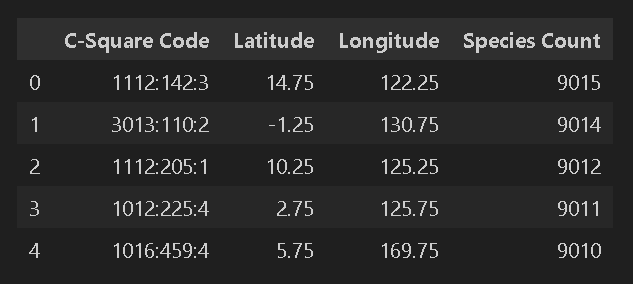 C-Square Code Latitude Longitude Species Count
0 1112:142:3 14.75 122.25 9015
1 3013:110:2 -1.25 130.75 9014
2 1112:205:1 10.25 125.25 9012
3 1012:225:4 2.75 125.75 9011
4 1016:459:4 5.75 169.75 9010